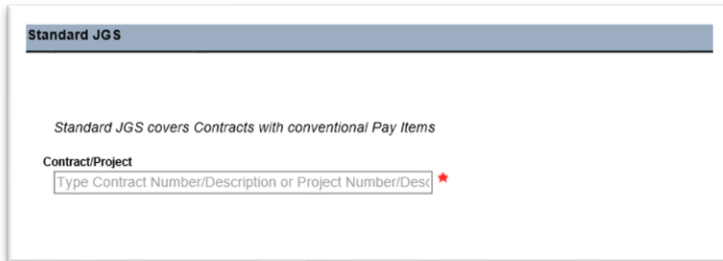 Standard JGS
Standard JGS covers Contracts with conventional Pay Items
Contract/Project
Type Contract Number/Description or Project Number/Desc